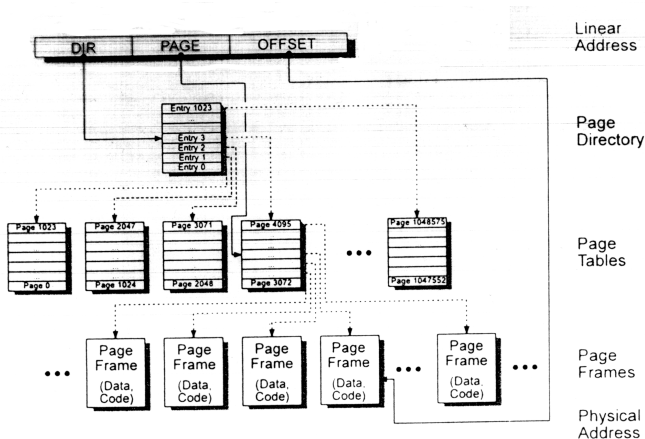 Linear
Address
DIR PAGE OFFSET
Page
Directory
Entry 1023
Entry 3
Entry 2
Entry 1
Entry 0
Page
Tables
Page 1023
Page 0
Page 2047
Page 1024
Page 3071
Page 2048
Page 4095
Page 3072
•••
Page 1048575
Page 1047552
Page
Frames
•••
Page
Frame
(Data,
Code)
Page
Frame
(Data,
Code)
Page
Frame
(Data,
Code)
Page
Frame
(Data,
Code)
•••
Page
Frame
(Data,
Code)
•••
Physical
Address